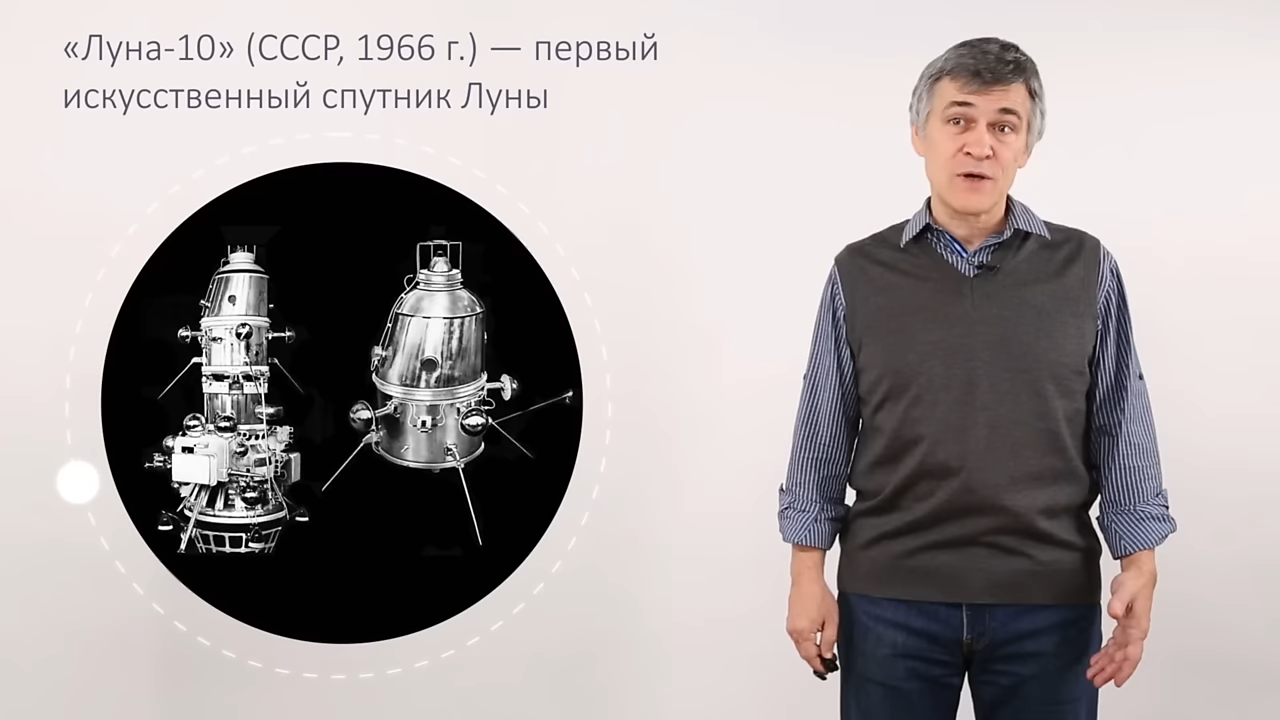 «Луна-10» (СССР, 1966 г.) — первый
искусственный спутник Луны